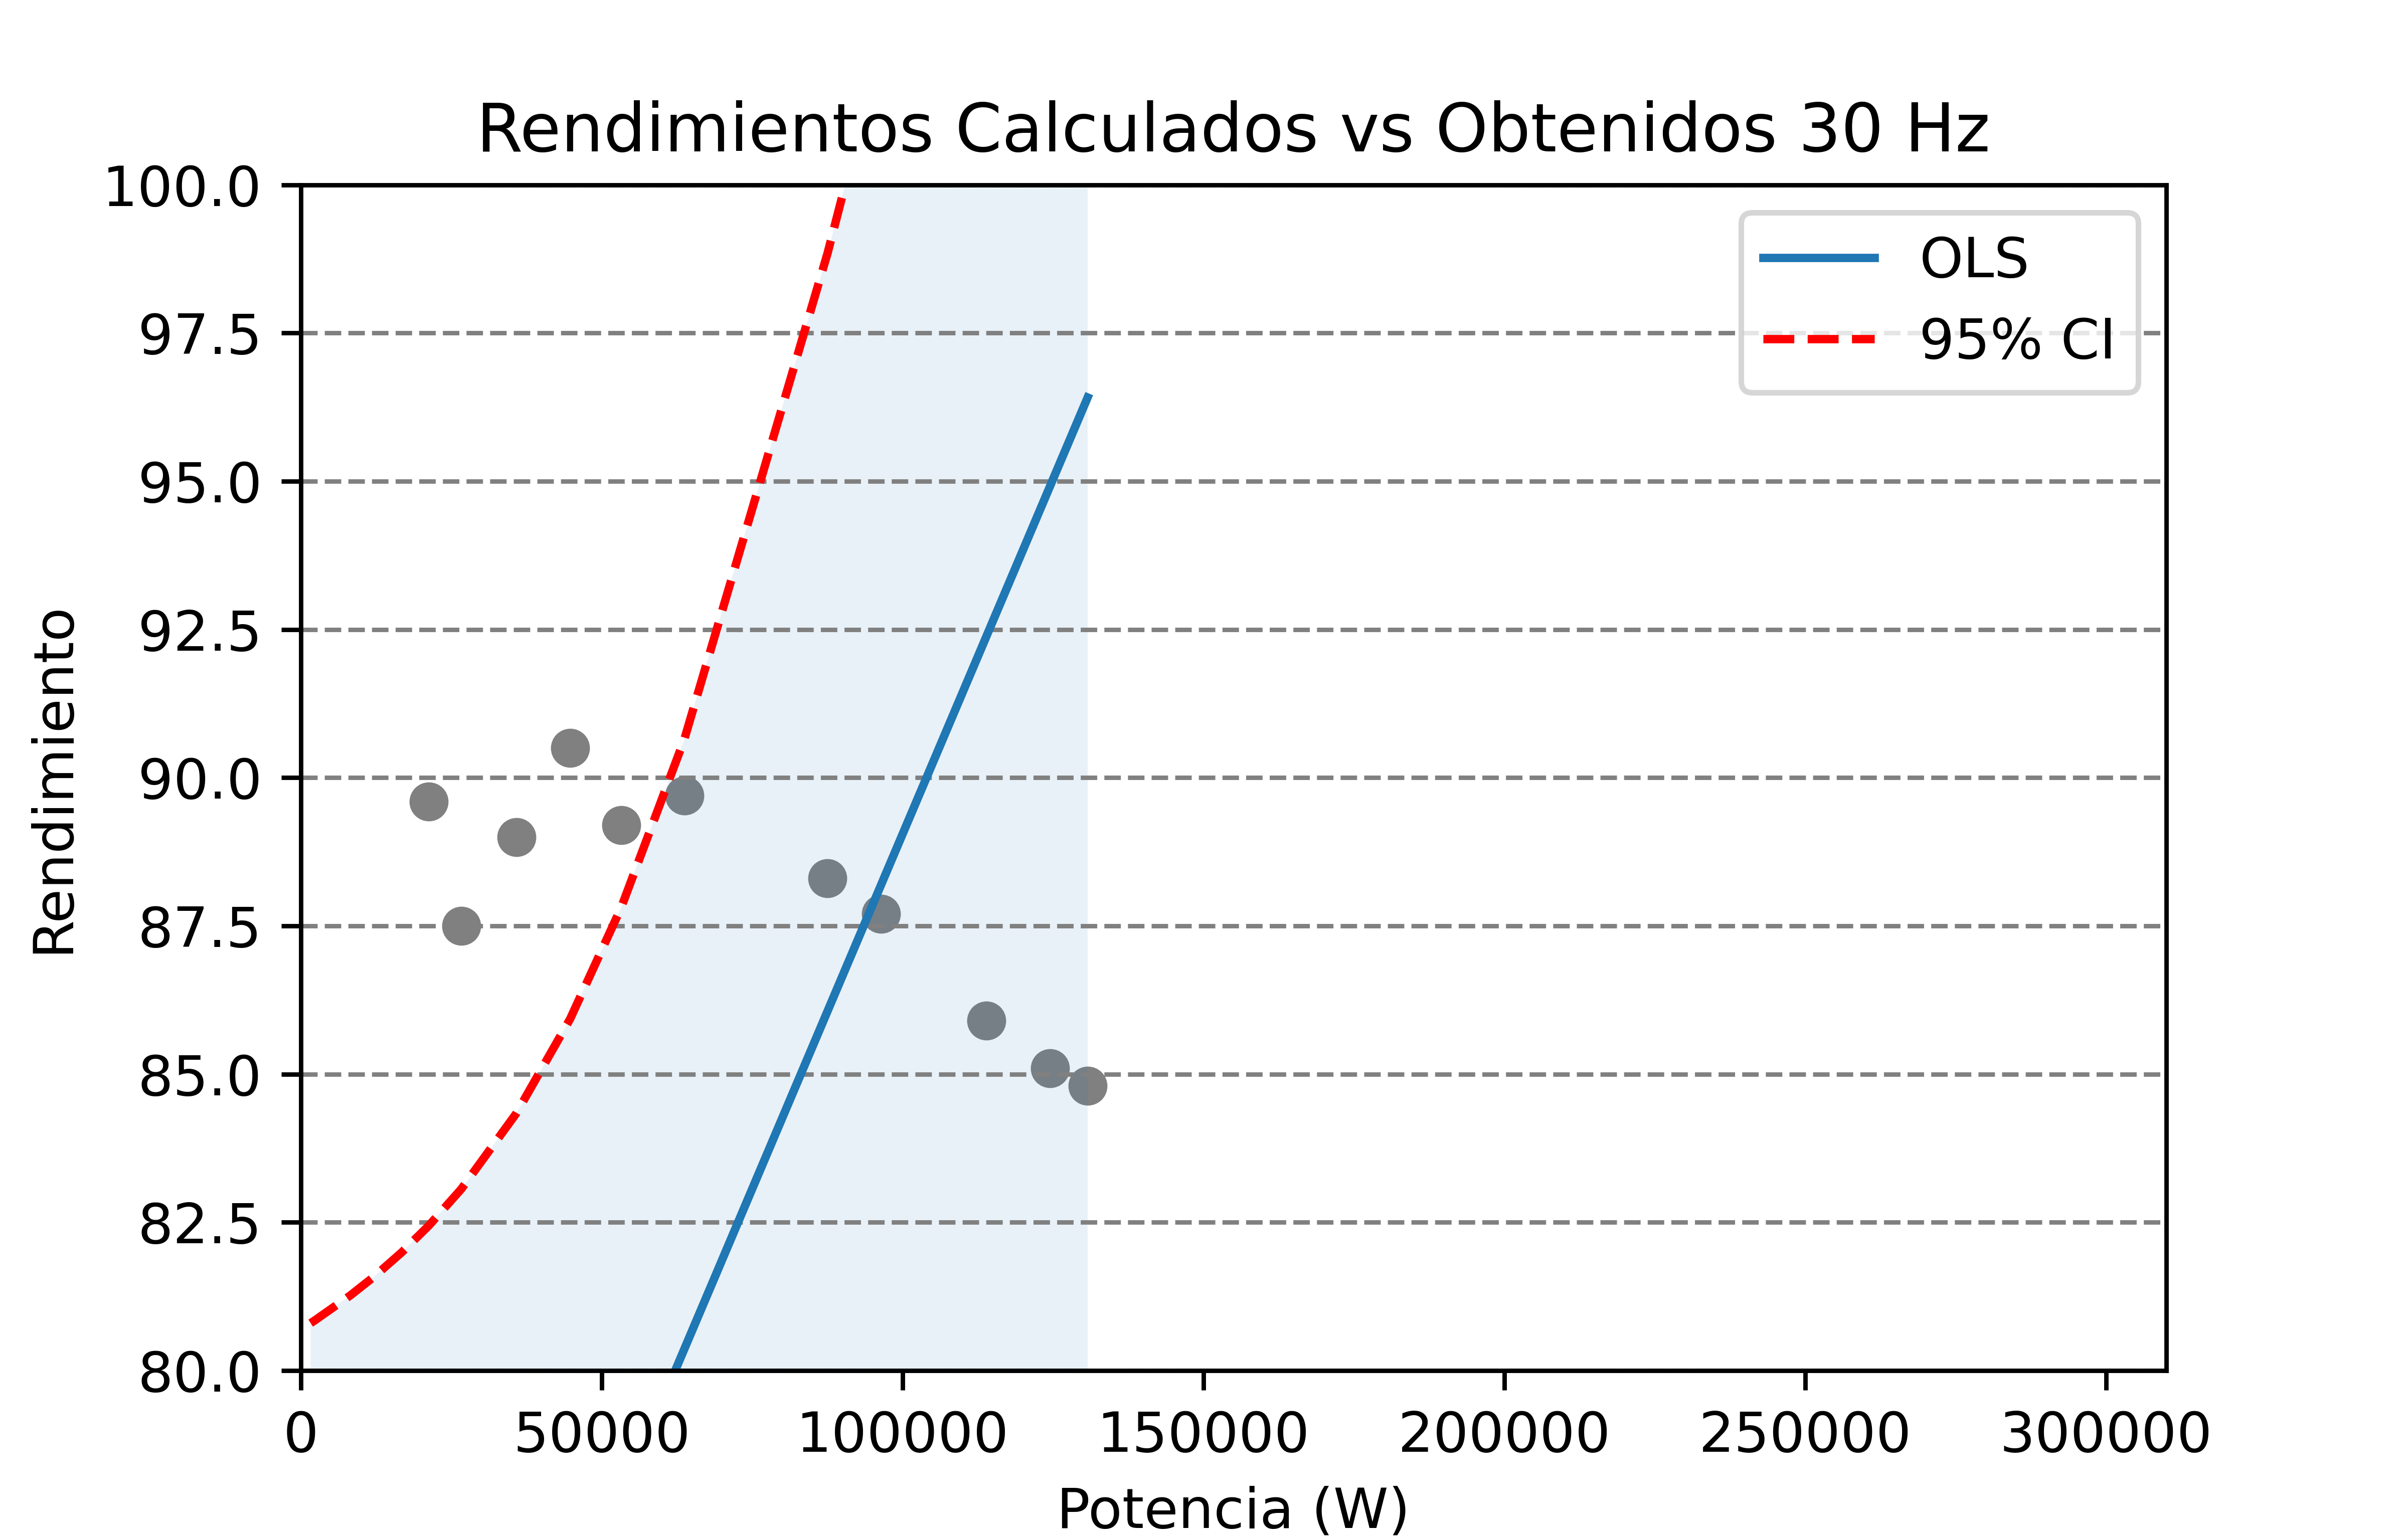 Rendimientos Calculados vs Obtenidos 30 Hz
100.0
97.5
95.0
92.5
90.0
87.5
85.0
82.5
80.0
Rendimiento
OLS
95% CI
0 50000 100000 150000 200000 250000 300000
Potencia (W)